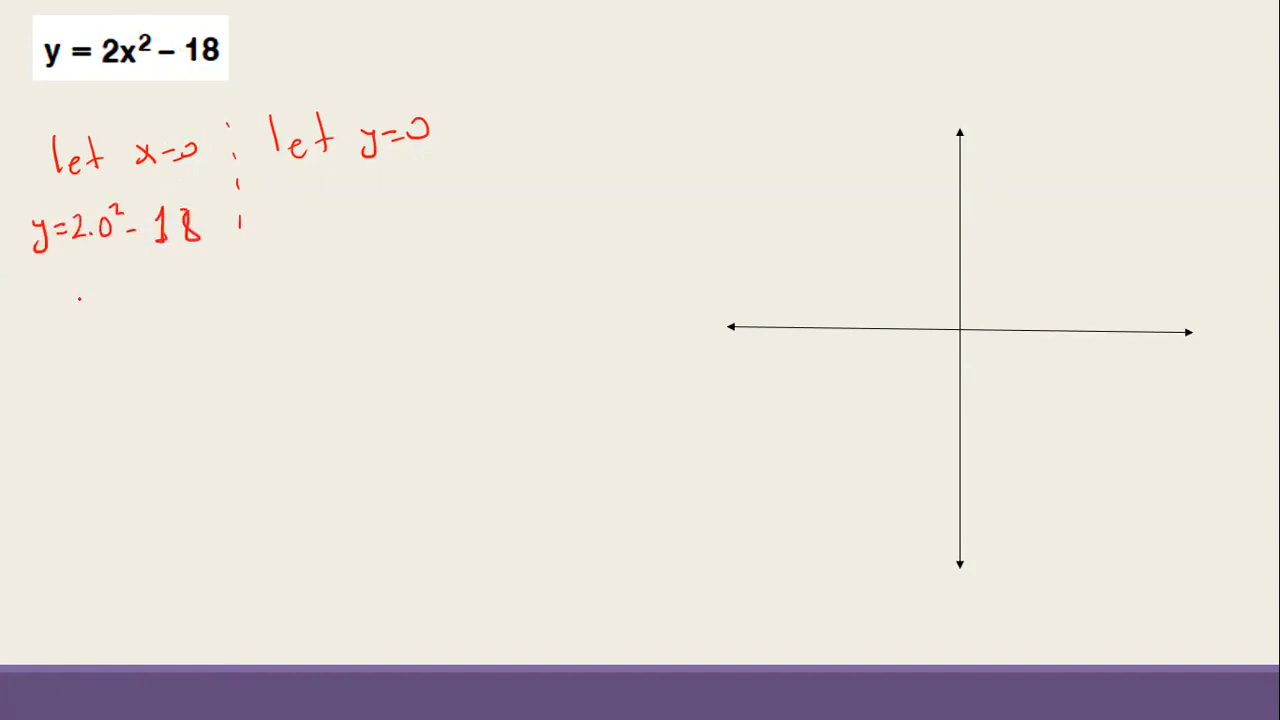 y = 2x² – 18
let x=0 let y=0
y=2.0²- 18